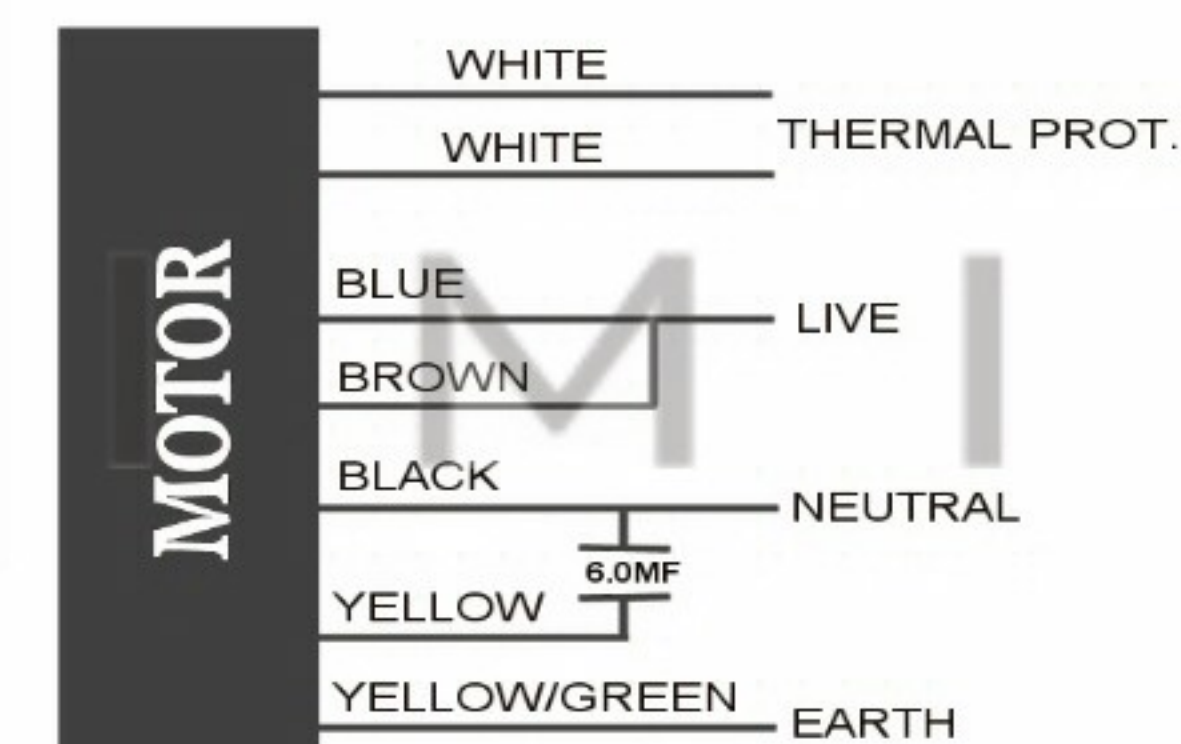 WHITE
WHITE
THERMAL PROT.
BLUE
LIVE
BROWN
BLACK
NEUTRAL
6.0MF
YELLOW
YELLOW/GREEN
EARTH
MOTOR